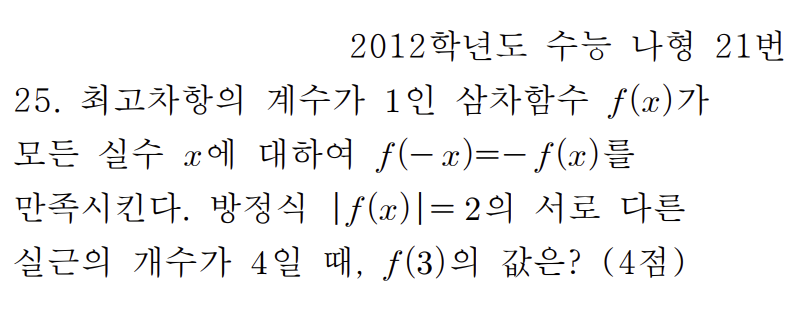 2012학년도 수능 나형 21번
25. 최고차항의 계수가 1인 삼차함수 f(x)가
모든 실수 x에 대하여 f(-x)=-f(x)를
만족시킨다. 방정식 |f(x)|=2의 서로 다른
실근의 개수가 4일 때, f(3)의 값은? (4점)